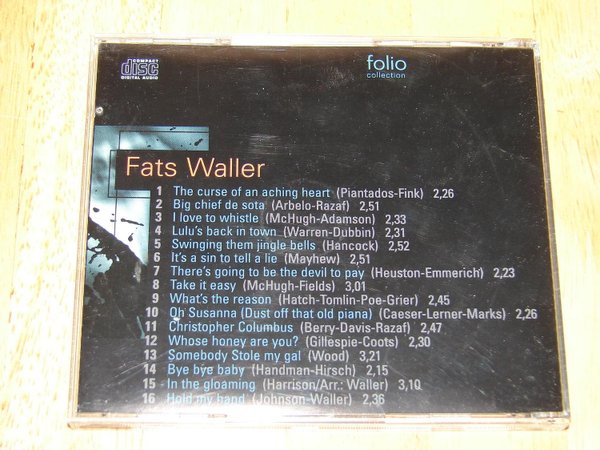 COMPACT
disc
DIGITAL AUDIO
folio
collection
Fats Waller
1 The curse of an aching heart (Piantados-Fink) 2,26
2 Big chief de sota (Arbelo-Razaf) 2,51
3 I love to whistle (McHugh-Adamson) 2,33
4 Lulu's back in town (Warren-Dubbin) 2,31
5 Swinging them jingle bells (Hancock) 2,52
6 It's a sin to tell a lie (Mayhew) 2,51
7 There's going to be the devil to pay (Heuston-Emmerich) 2,23
8 Take it easy (McHugh-Fields) 3,01
9 What's the reason (Hatch-Tomlin-Poe-Grier) 2,45
10 Oh Susanna (Dust off that old piana) (Caeser-Lerner-Marks) 2,26
11 Christopher Columbus (Berry-Davis-Razaf) 2,47
12 Whose honey are you? (Gillespie-Coots) 2,30
13 Somebody Stole my gal (Wood) 3,21
14 Bye bye baby (Handman-Hirsch) 2,15
15 In the gloaming (Harrison/Arr.: Waller) 3,10
16 Hold my hand (Johnson-Waller) 2,36